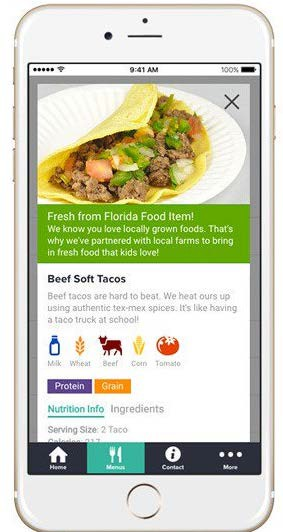 9:41 AM
100%
Fresh from Florida Food Item!
We know you love locally grown foods. That's
why we've partnered with local farms to bring
in fresh food that kids love!
Beef Soft Tacos
Beef tacos are hard to beat. We heat ours up
using authentic tex-mex spices. It's like having
a taco truck at school!
Milk Wheat Beef Corn Tomato
Protein Grain
Nutrition Info Ingredients
Serving Size: 2 Taco
Home Menus Contact More